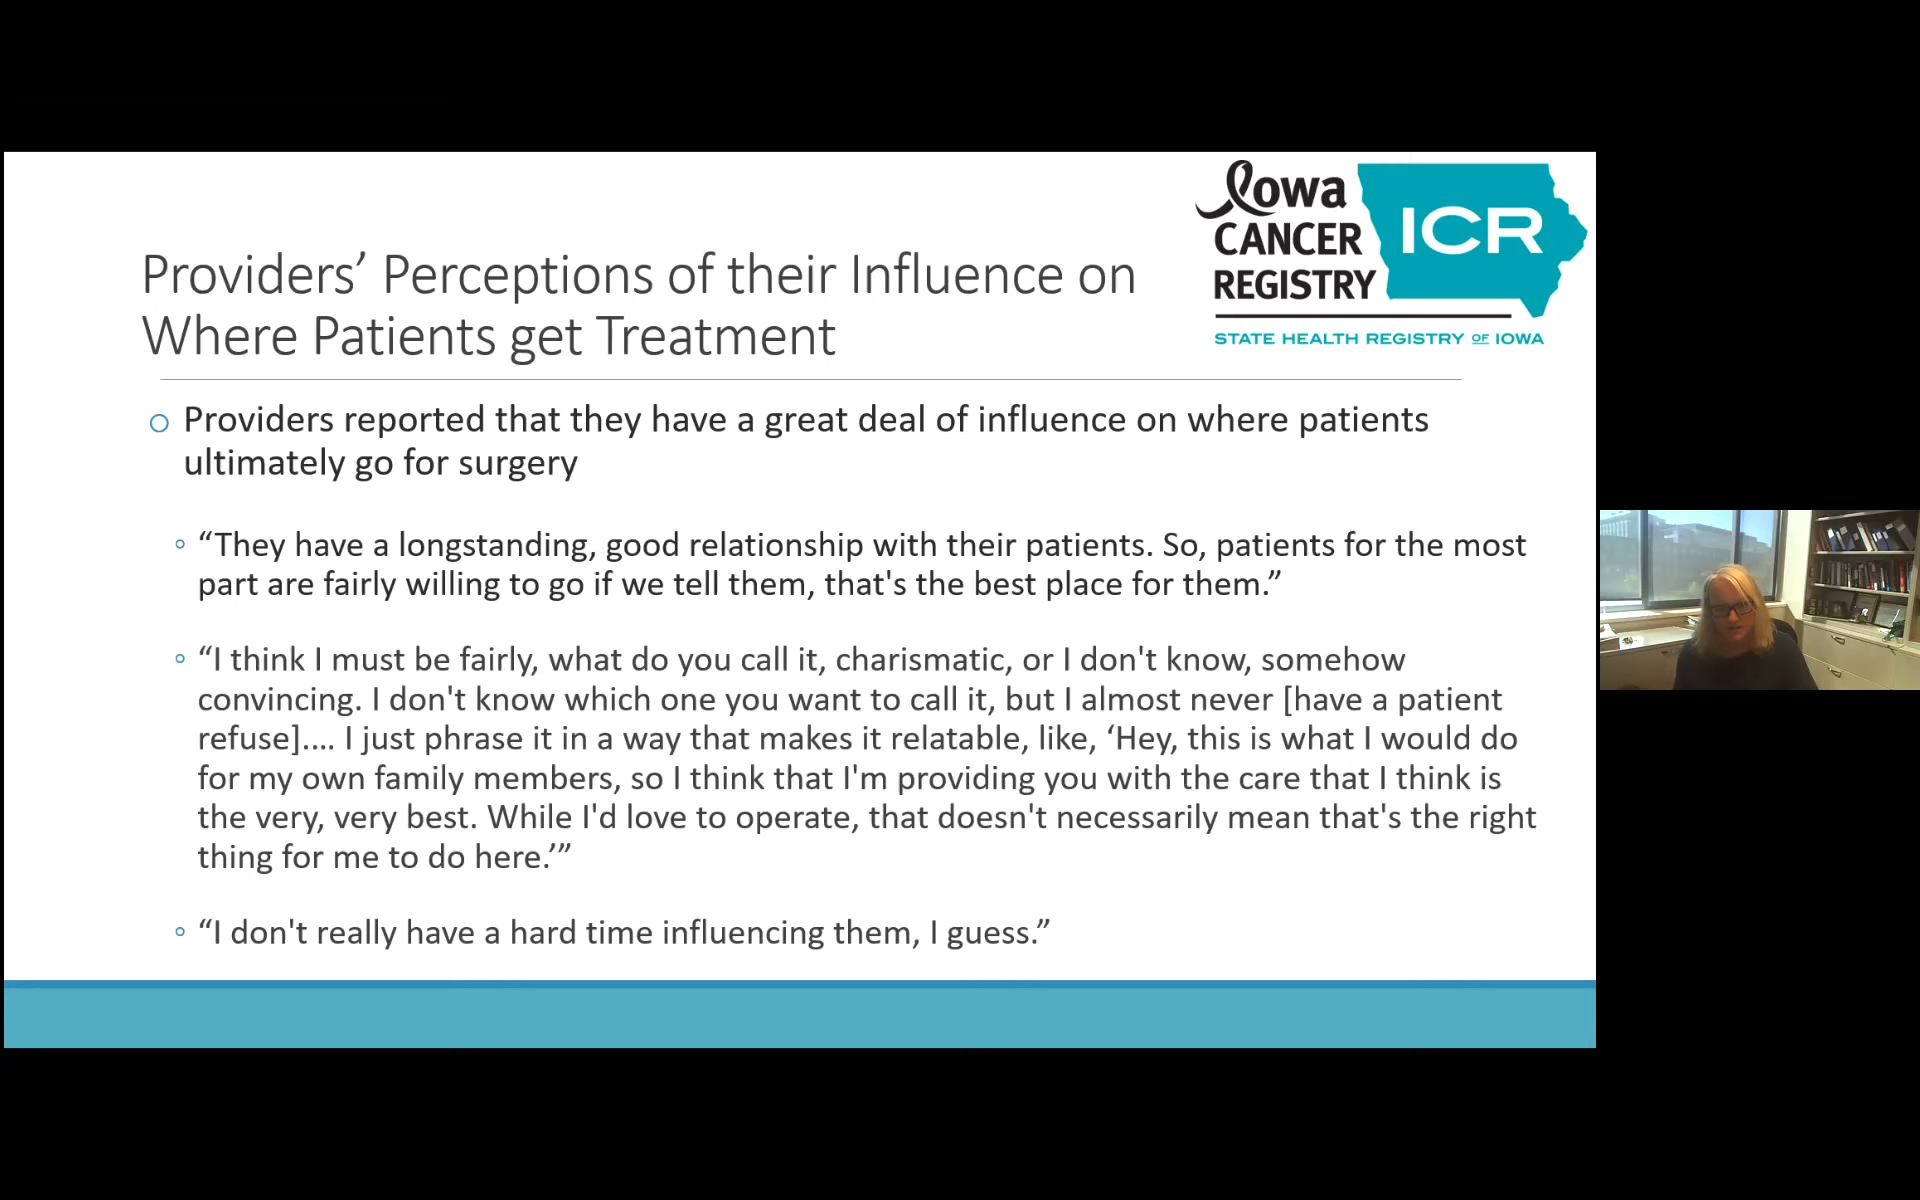 Iowa
CANCER
REGISTRY
ICR
STATE HEALTH REGISTRY OF IOWA
Providers’ Perceptions of their Influence on
Where Patients get Treatment
Providers reported that they have a great deal of influence on where patients
ultimately go for surgery
“They have a longstanding, good relationship with their patients. So, patients for the most
part are fairly willing to go if we tell them, that's the best place for them.”
“I think I must be fairly, what do you call it, charismatic, or I don't know, somehow
convincing. I don't know which one you want to call it, but I almost never [have a patient
refuse].... I just phrase it in a way that makes it relatable, like, ‘Hey, this is what I would do
for my own family members, so I think that I'm providing you with the care that I think is
the very, very best. While I'd love to operate, that doesn't necessarily mean that's the right
thing for me to do here.’”
“I don't really have a hard time influencing them, I guess.”